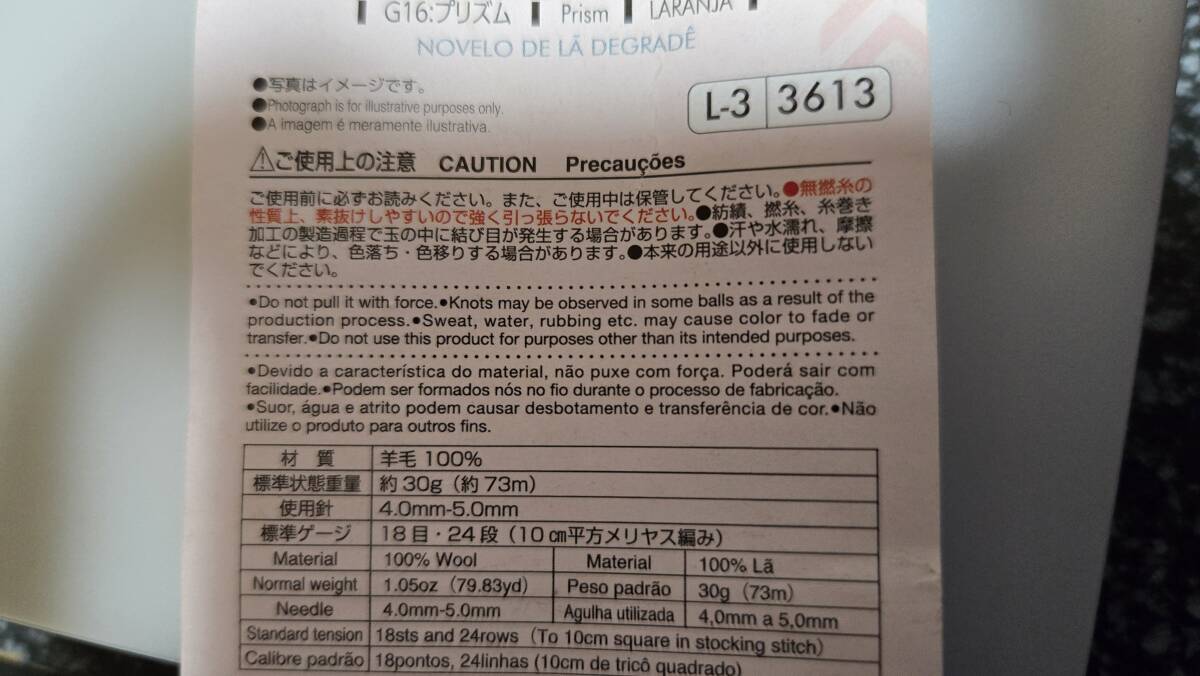 G16:プリズム ┃ Prism ┃ LARANJA
NOVELO DE LÃ DEGRADÊ
●写真はイメージです。
●Photograph is for illustrative purposes only.
●A imagem é meramente ilustrativa.
L-3 3613
⚠ご使用上の注意 CAUTION Precauções
ご使用前に必ずお読みください。また、ご使用中は保管してください。●無撚糸の
性質上、素抜けしやすいので強く引っ張らないでください。●紡績、撚糸、糸巻き
加工の製造過程で玉の中に結び目が発生する場合があります。●汗や水濡れ、摩擦
などにより、色落ち・色移りする場合があります。●本来の用途以外に使用しない
でください。
●Do not pull it with force.●Knots may be observed in some balls as a result of the
production process.●Sweat, water, rubbing etc. may cause color to fade or
transfer.●Do not use this product for purposes other than its intended purposes.
●Devido a característica do material, não puxe com força. Poderá sair com
facilidade.●Podem ser formados nós no fio durante o processo de fabricação.
●Suor, água e atrito podem causar desbotamento e transferência de cor.●Não
utilize o produto para outros fins.
材 質 羊毛 100%
標準状態重量 約 30g（約 73m）
使用針 4.0mm-5.0mm
標準ゲージ 18 目・24 段（10 ㎝平方メリヤス編み）
Material 100% Wool Material 100% Lã
Normal weight 1.05oz（79.83yd） Peso padrão 30g（73m）
Needle 4.0mm-5.0mm Agulha utilizada 4,0mm a 5,0mm
Standard tension 18sts and 24rows（To 10cm square in stocking stitch）
Calibre padrão 18pontos, 24linhas (10cm de tricô quadrado)